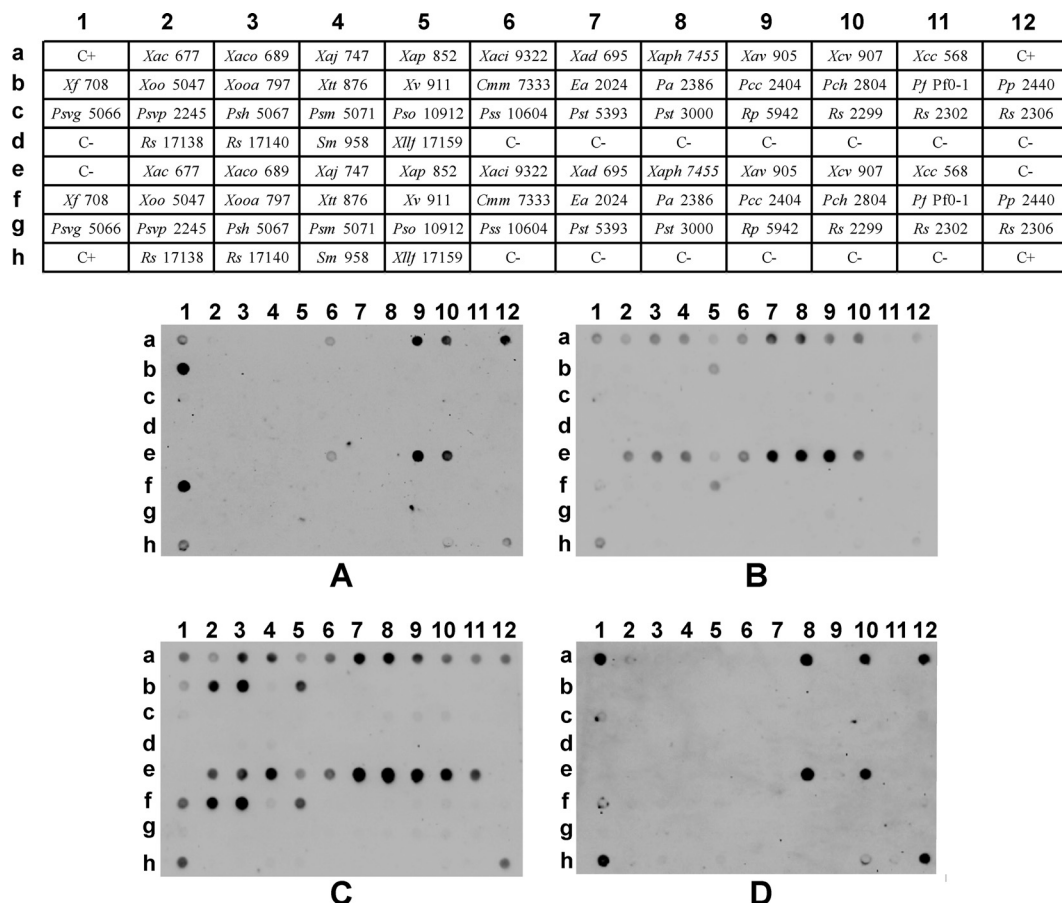 1 2 3 4 5 6 7 8 9 10 11 12
a C+ Xac 677 Xaco 689 Xaj 747 Xap 852 Xaci 9322 Xad 695 Xaph 7455 Xav 905 Xcv 907 Xcc 568 C+
b Xf 708 Xoo 5047 Xooa 797 Xtt 876 Xv 911 Cmm 7333 Ea 2024 Pa 2386 Pcc 2404 Pch 2804 Pf Pf0-1 Pp 2440
c Psvg 5066 Psvp 2245 Psh 5067 Psm 5071 Pso 10912 Pss 10604 Pst 5393 Pst 3000 Rp 5942 Rs 2299 Rs 2302 Rs 2306
d C- Rs 17138 Rs 17140 Sm 958 Xllf 17159 C- C- C- C- C- C- C-
e C- Xac 677 Xaco 689 Xaj 747 Xap 852 Xaci 9322 Xad 695 Xaph 7455 Xav 905 Xcv 907 Xcc 568 C-
f Xf 708 Xoo 5047 Xooa 797 Xtt 876 Xv 911 Cmm 7333 Ea 2024 Pa 2386 Pcc 2404 Pch 2804 Pf Pf0-1 Pp 2440
g Psvg 5066 Psvp 2245 Psh 5067 Psm 5071 Pso 10912 Pss 10604 Pst 5393 Pst 3000 Rp 5942 Rs 2299 Rs 2302 Rs 2306
h C+ Rs 17138 Rs 17140 Sm 958 Xllf 17159 C- C- C- C- C- C- C+
1 2 3 4 5 6 7 8 9 10 11 12
a
b
c
d
e
f
g
h
A
1 2 3 4 5 6 7 8 9 10 11 12
a
b
c
d
e
f
g
h
B
1 2 3 4 5 6 7 8 9 10 11 12
a
b
c
d
e
f
g
h
C
1 2 3 4 5 6 7 8 9 10 11 12
a
b
c
d
e
f
g
h
D